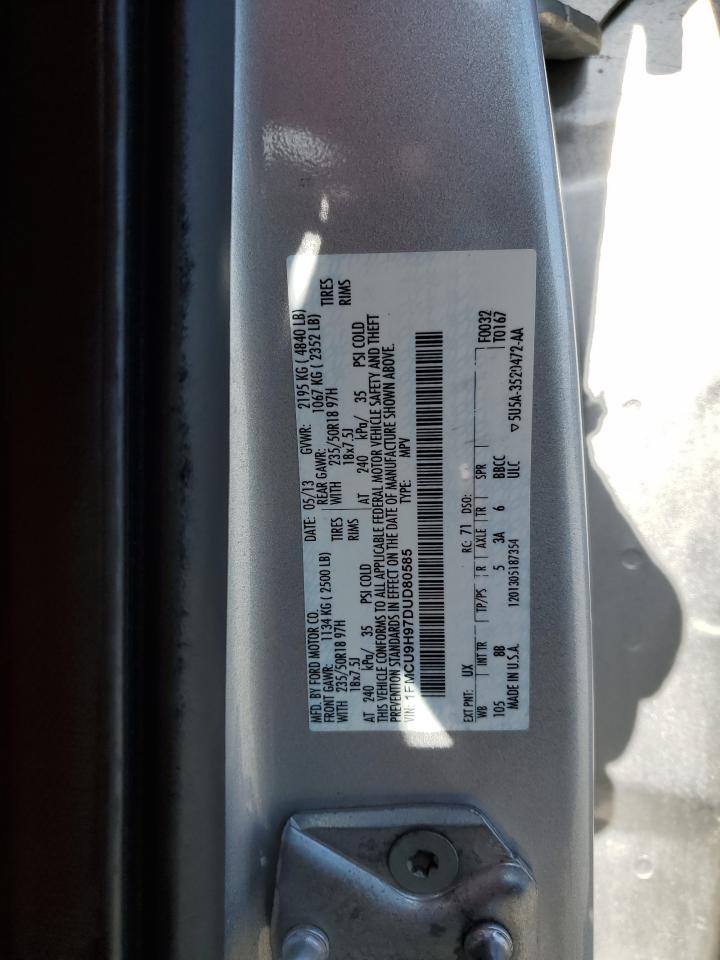 MFD. BY FORD MOTOR CO. DATE: 05/13 GVWR: 2195 KG ( 4840 LB)
FRONT GAWR: 1134 KG ( 2500 LB) REAR GAWR: 1067 KG ( 2352 LB)
WITH 235/50R18 97H TIRES WITH 235/50R18 97H TIRES
18x7.5J RIMS 18x7.5J RIMS
AT 240 kPa/ 35 PSI COLD AT 240 kPa/ 35 PSI COLD
THIS VEHICLE CONFORMS TO ALL APPLICABLE FEDERAL MOTOR VEHICLE SAFETY AND THEFT
PREVENTION STANDARDS IN EFFECT ON THE DATE OF MANUFACTURE SHOWN ABOVE.
VIN: 1FMCU9H97DUD80585 TYPE: MPV
EXT PNT: UX RC: 71 DSO: F0032
WB INT TR TP/PS R AXLE TR SPR T0167
105 BB 5 3A 6 BBCC
MADE IN U.S.A. 1201305187354 ULC ▽5U5A-3520472-AA